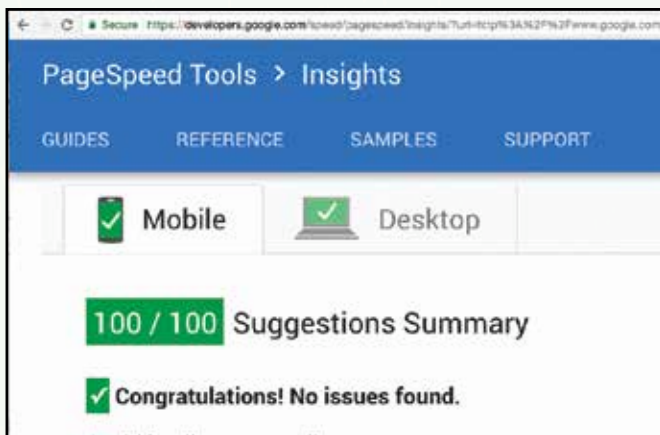 Secure https://developers.google.com/speed/pagespeed/insights/?url=http%3A%2F%2Fwww.google.com
PageSpeed Tools > Insights
GUIDES REFERENCE SAMPLES SUPPORT
Mobile Desktop
100 / 100 Suggestions Summary
Congratulations! No issues found.